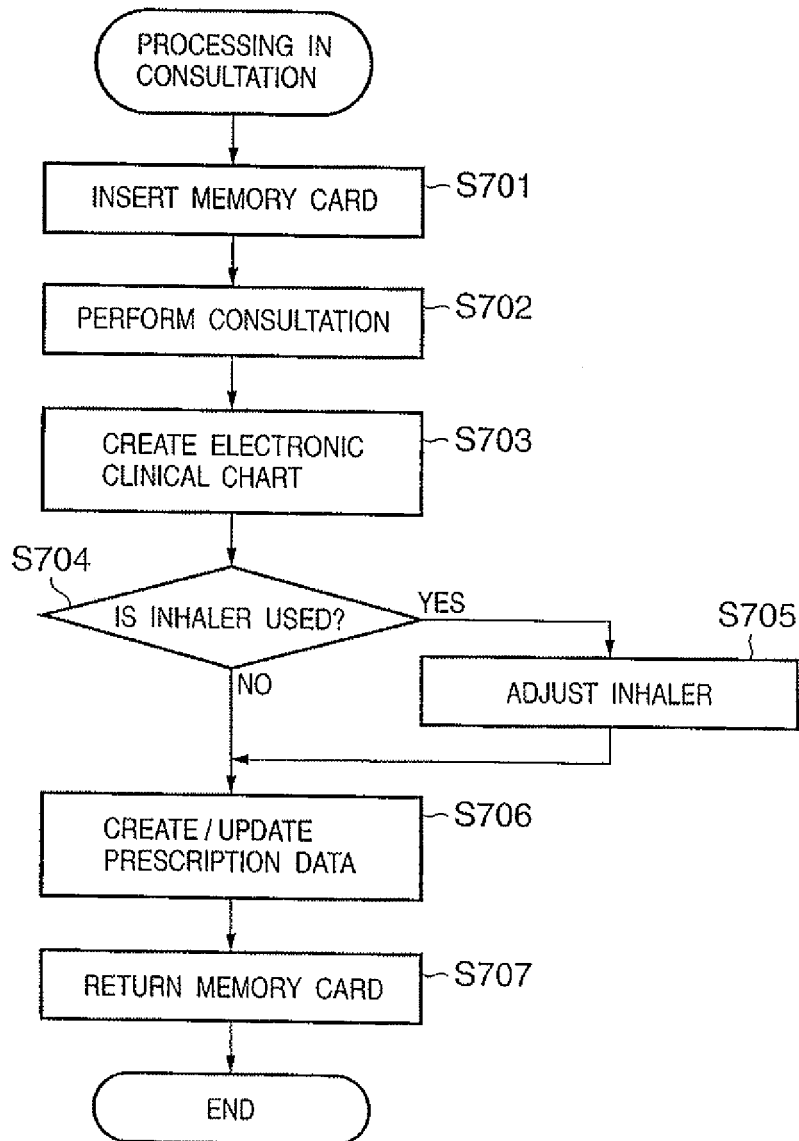 PROCESSING IN
CONSULTATION
INSERT MEMORY CARD
S701
PERFORM CONSULTATION
S702
CREATE ELECTRONIC
CLINICAL CHART
S703
S704
IS INHALER USED?
YES
NO
S705
ADJUST INHALER
CREATE / UPDATE
PRESCRIPTION DATA
S706
RETURN MEMORY CARD
S707
END